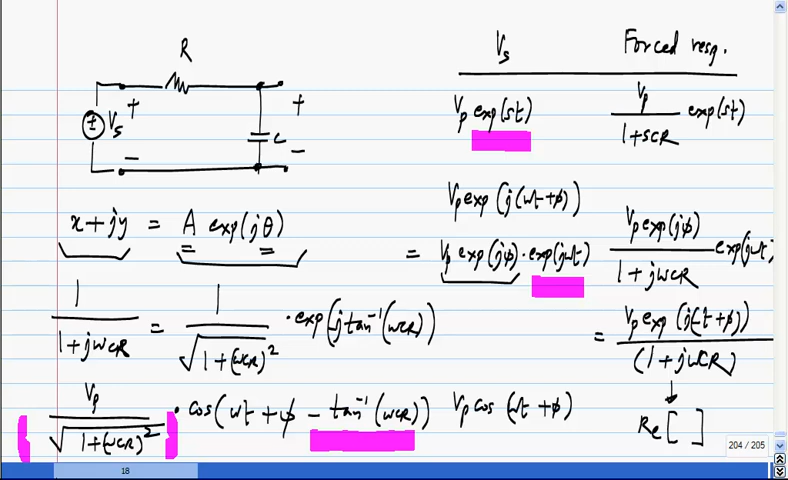 R
+
+
±
Vs
C
−
−
Vs Forced resp.
Vp exp(st) Vp / 1+sCR exp(st)
Vp exp(j(ωt+φ))
= Vp exp(jφ) · exp(jωt) Vp exp(jφ) / 1+jωCR exp(jωt)
= Vp exp(j(ωt+φ)) / (1+jωCR)
Vp cos(ωt+φ) Re[ ]
x+jy = A exp(jθ)
1 / 1+jωCR = 1 / √1+(ωCR)² · exp(-j tan⁻¹(ωCR))
Vp / √1+(ωCR)² · cos(ωt + φ − tan⁻¹(ωCR))
204 / 205
18